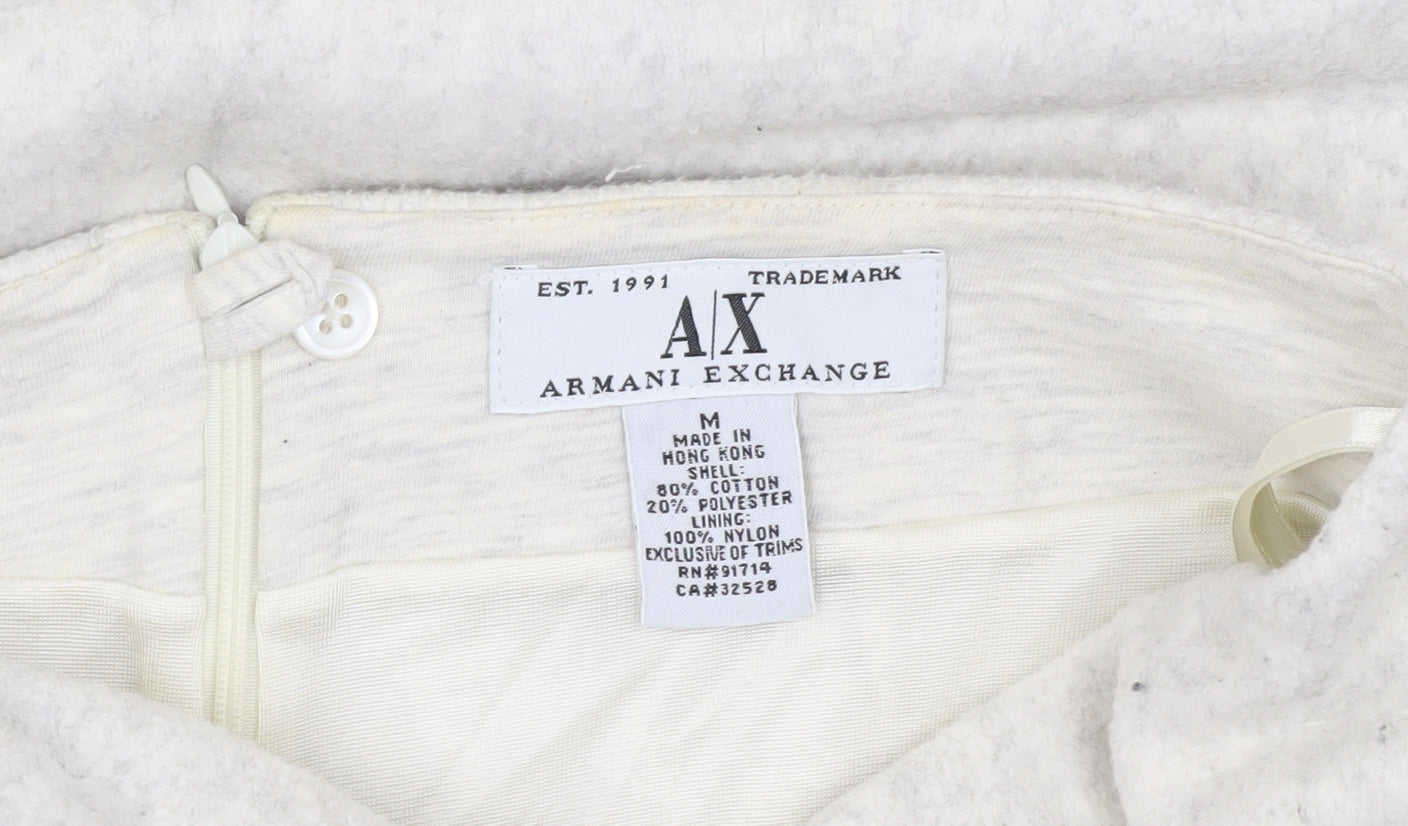 EST. 1991 TRADEMARK
A|X
ARMANI EXCHANGE
M
MADE IN
HONG KONG
SHELL:
80% COTTON
20% POLYESTER
LINING:
100% NYLON
EXCLUSIVE OF TRIMS
RN#91714
CA#32528